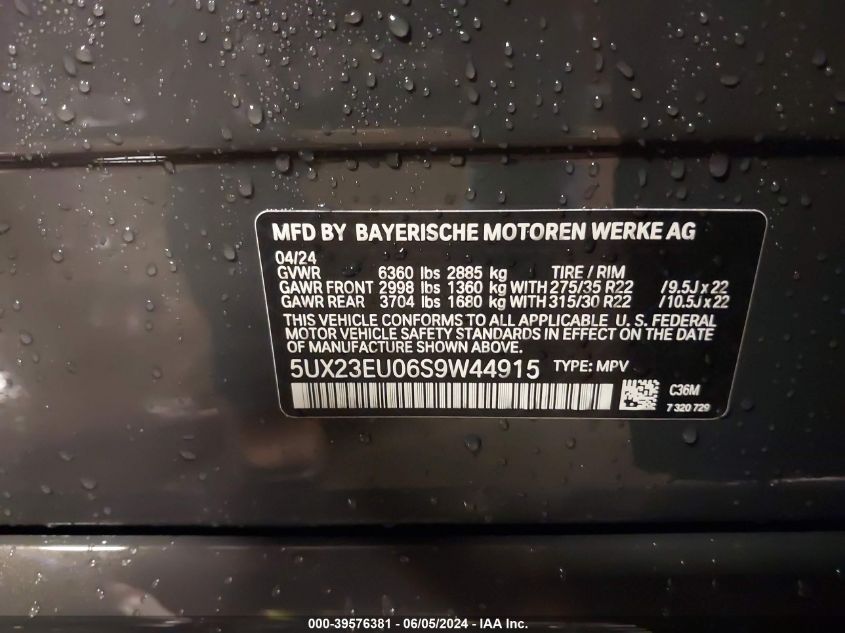 MFD BY BAYERISCHE MOTOREN WERKE AG
04/24
GVWR 6360 lbs 2885 kg TIRE / RIM
GAWR FRONT 2998 lbs 1360 kg WITH 275/35 R22 /9.5J x 22
GAWR REAR 3704 lbs 1680 kg WITH 315/30 R22 /10.5J x 22
THIS VEHICLE CONFORMS TO ALL APPLICABLE U. S. FEDERAL
MOTOR VEHICLE SAFETY STANDARDS IN EFFECT ON THE DATE
OF MANUFACTURE SHOWN ABOVE.
5UX23EU06S9W44915 TYPE: MPV
C36M
7 320 729
000-39576381 - 06/05/2024 - IAA Inc.